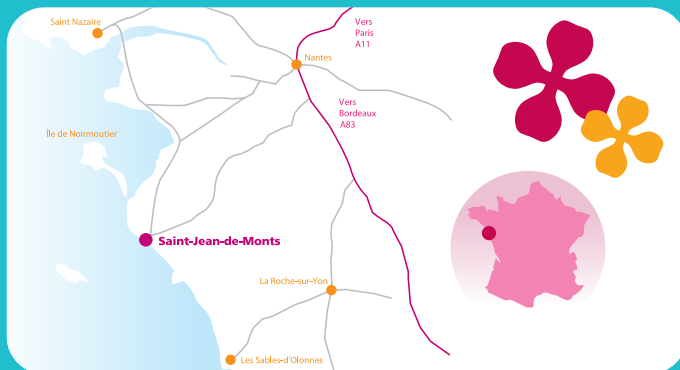 Saint Nazaire
Vers
Paris
A11
Nantes
Vers
Bordeaux
A83
Île de Noirmoutier
Saint-Jean-de-Monts
La Roche-sur-Yon
Les Sables-d'Olonnes